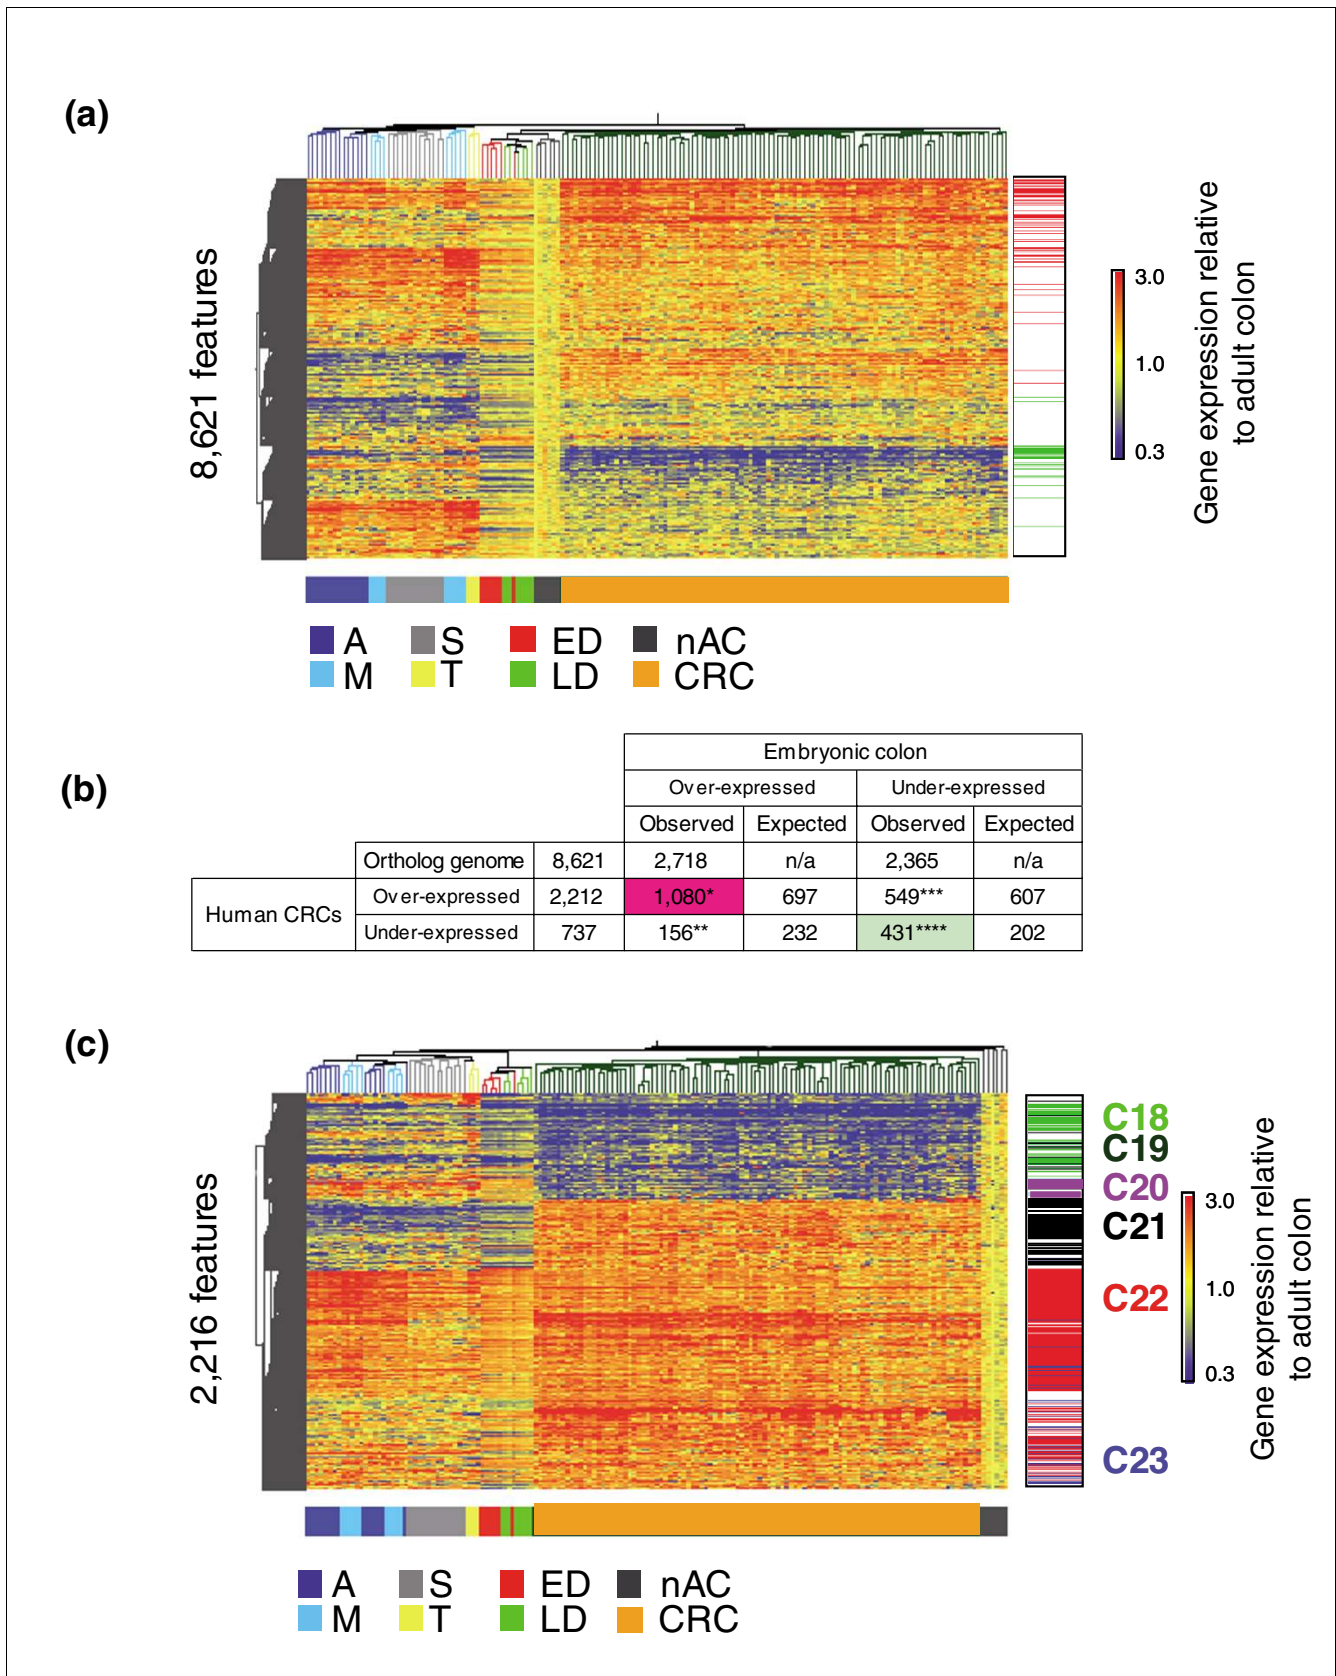 (a)
8,621 features
3.0
1.0
0.3
Gene expression relative
to adult colon
A S ED nAC
M T LD CRC
(b)
Embryonic colon
Over-expressed Under-expressed
Observed Expected Observed Expected
Ortholog genome 8,621 2,718 n/a 2,365 n/a
Human CRCs
Over-expressed 2,212 1,080* 697 549*** 607
Under-expressed 737 156** 232 431**** 202
(c)
2,216 features
C18
C19
C20
C21
C22
C23
3.0
1.0
0.3
Gene expression relative
to adult colon
A S ED nAC
M T LD CRC